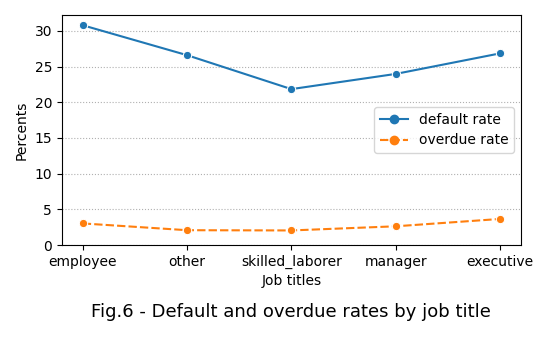 30
25
20
15
10
5
0
Percents
default rate
overdue rate
employee other skilled_laborer manager executive
Job titles
Fig.6 - Default and overdue rates by job title